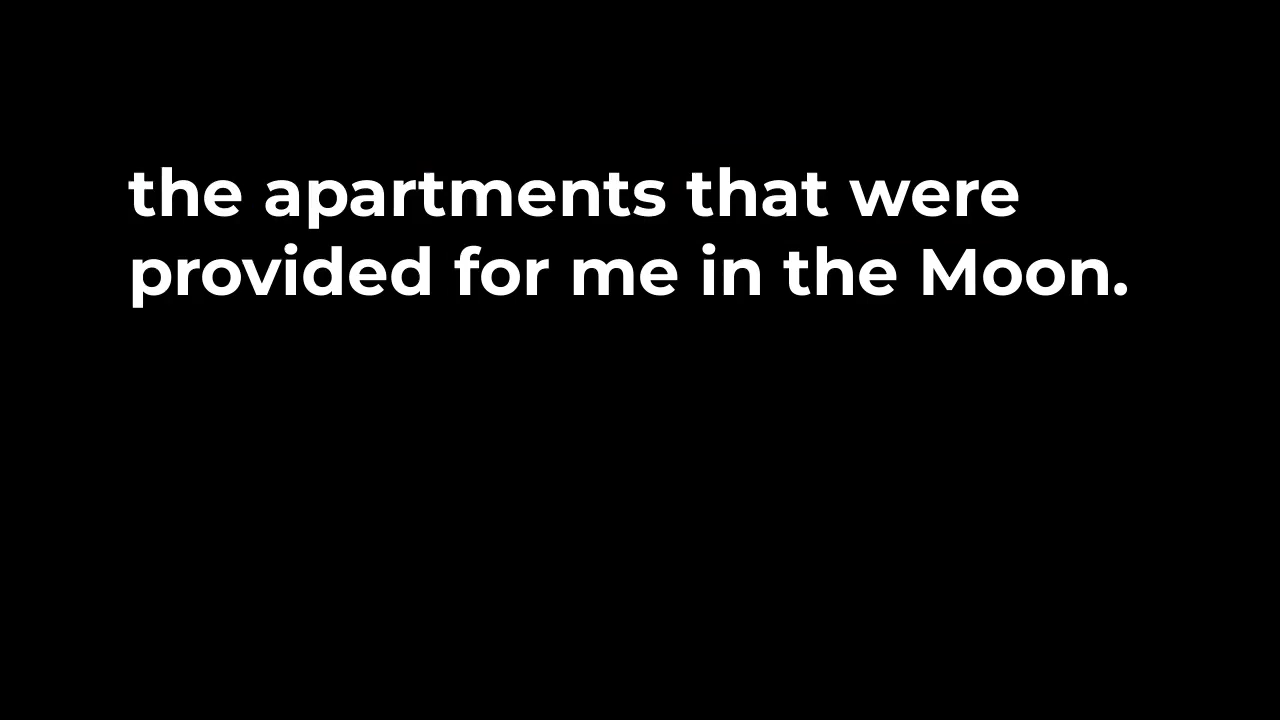 the apartments that were
provided for me in the Moon.